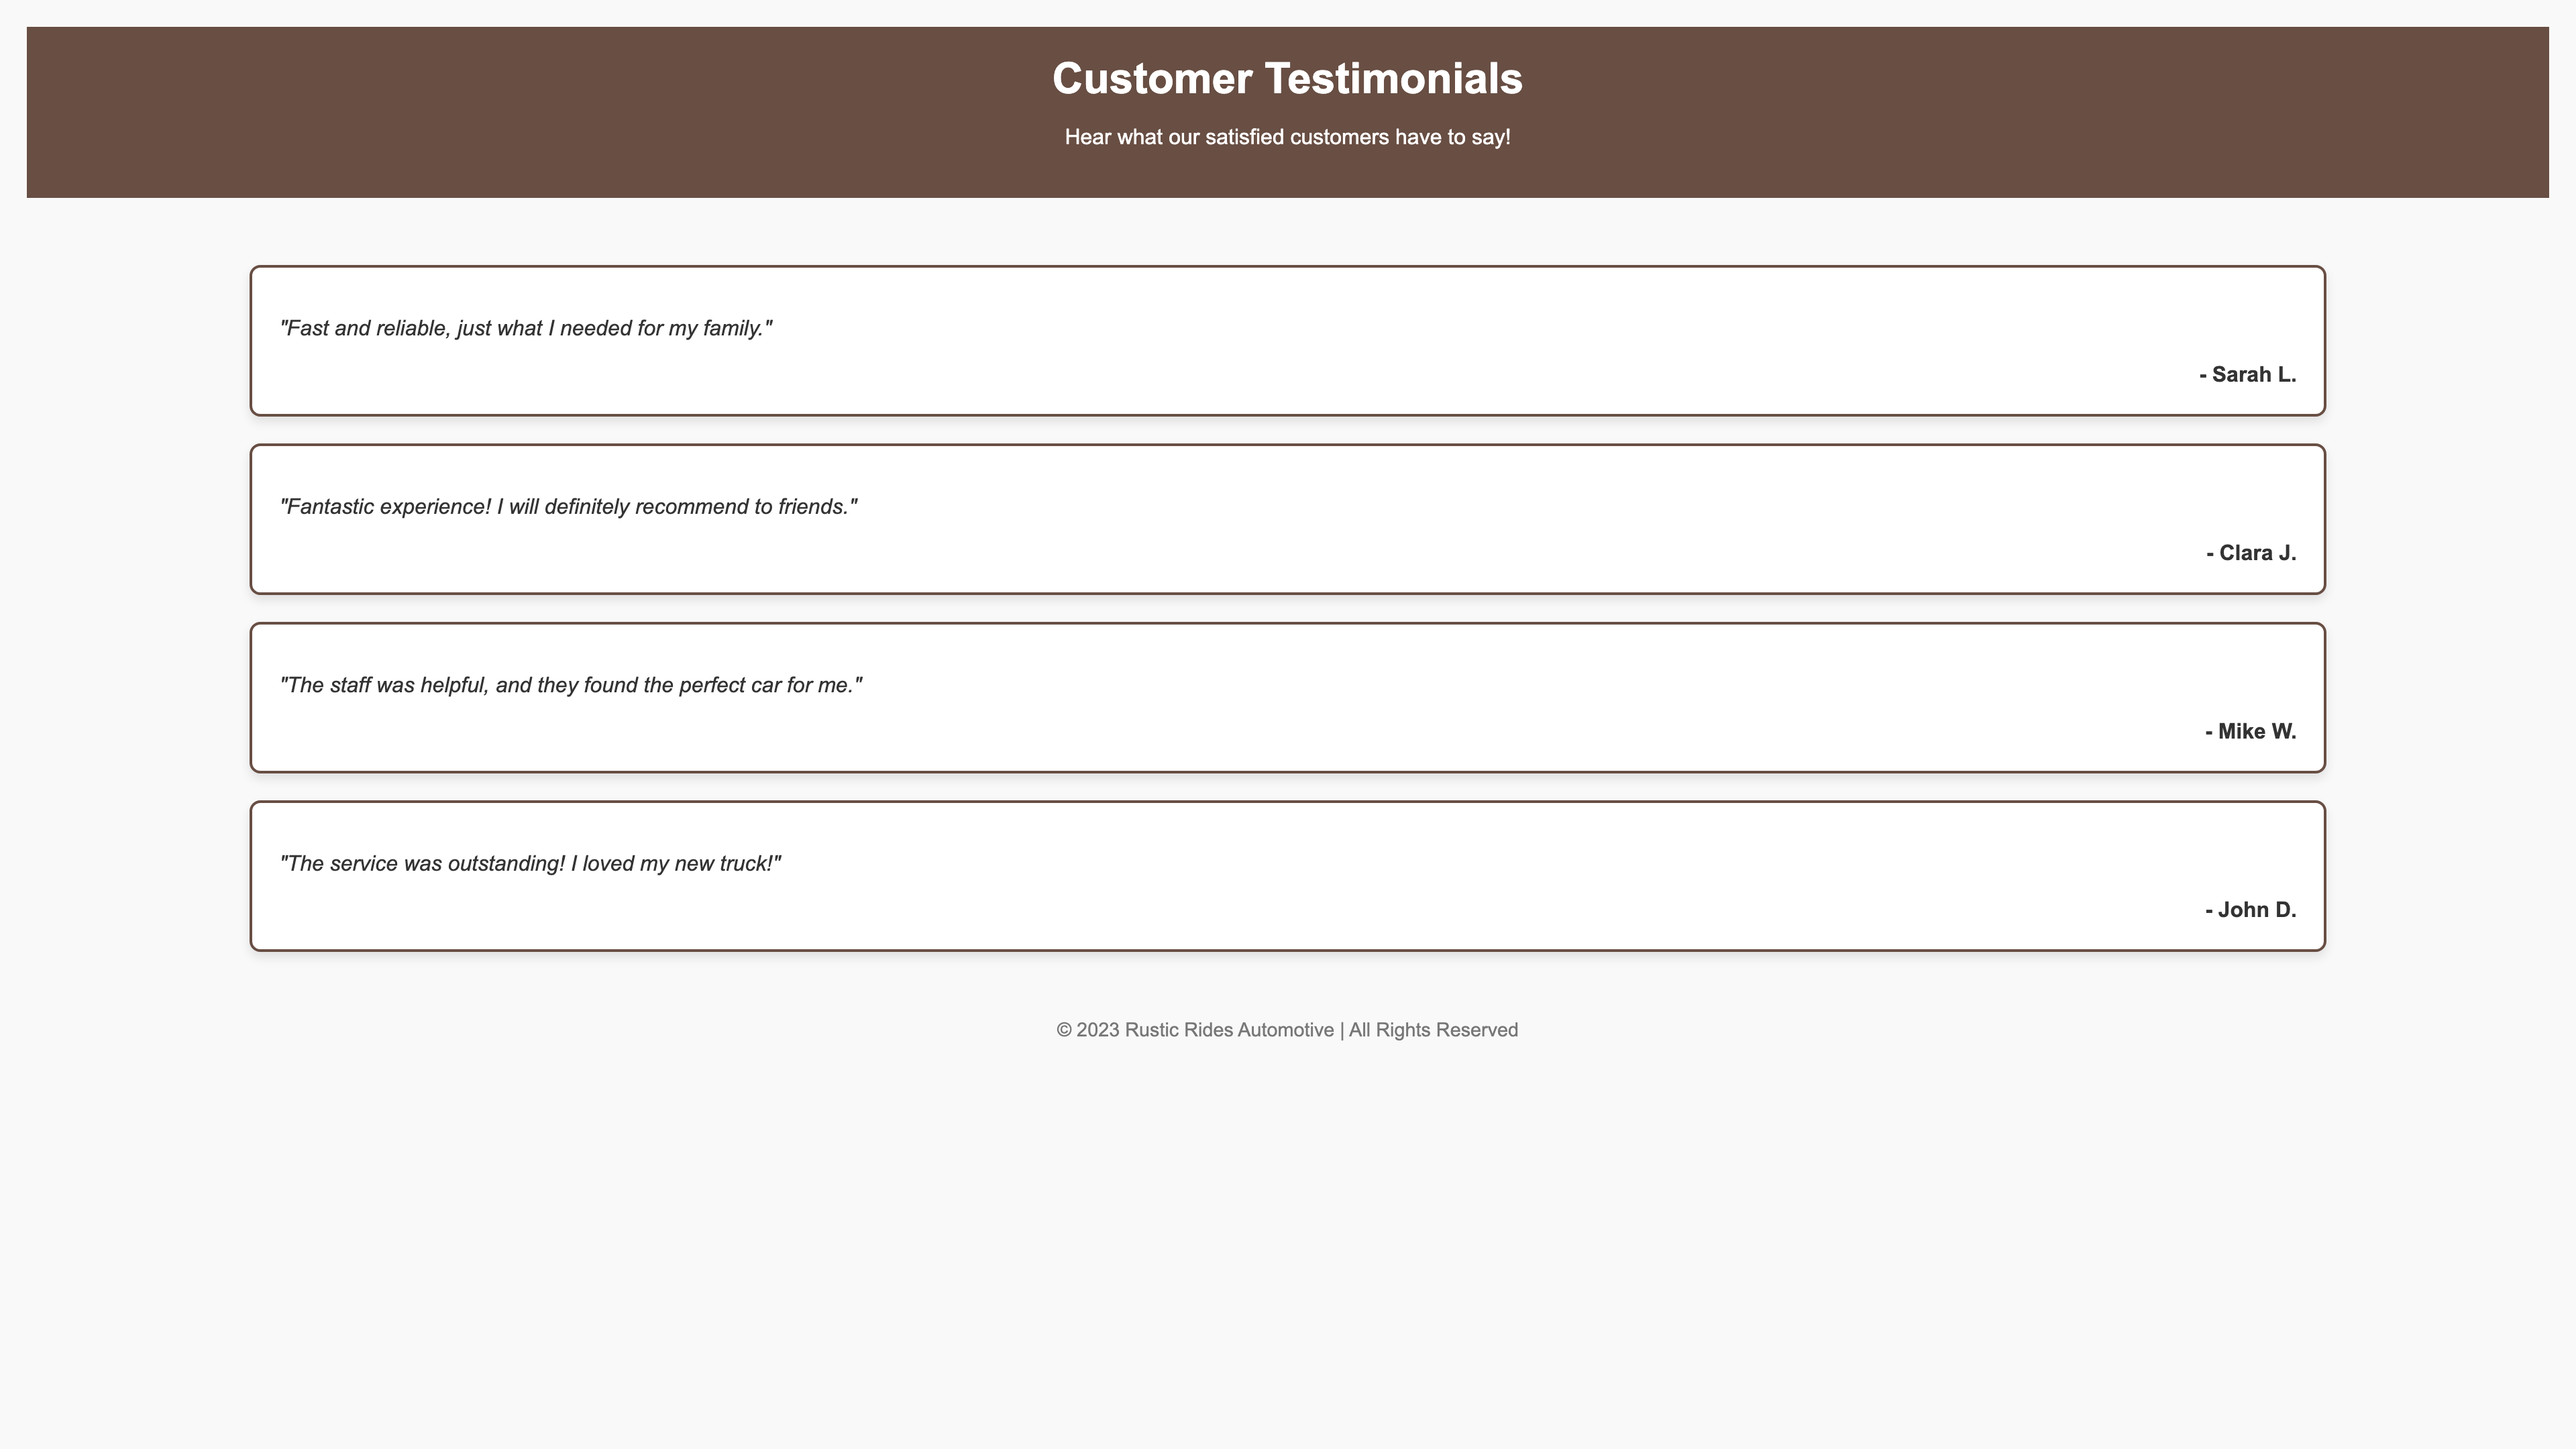 Customer Testimonials
Hear what our satisfied customers have to say!
"Fast and reliable, just what I needed for my family."
- Sarah L.
"Fantastic experience! I will definitely recommend to friends."
- Clara J.
"The staff was helpful, and they found the perfect car for me."
- Mike W.
"The service was outstanding! I loved my new truck!"
- John D.
© 2023 Rustic Rides Automotive | All Rights Reserved